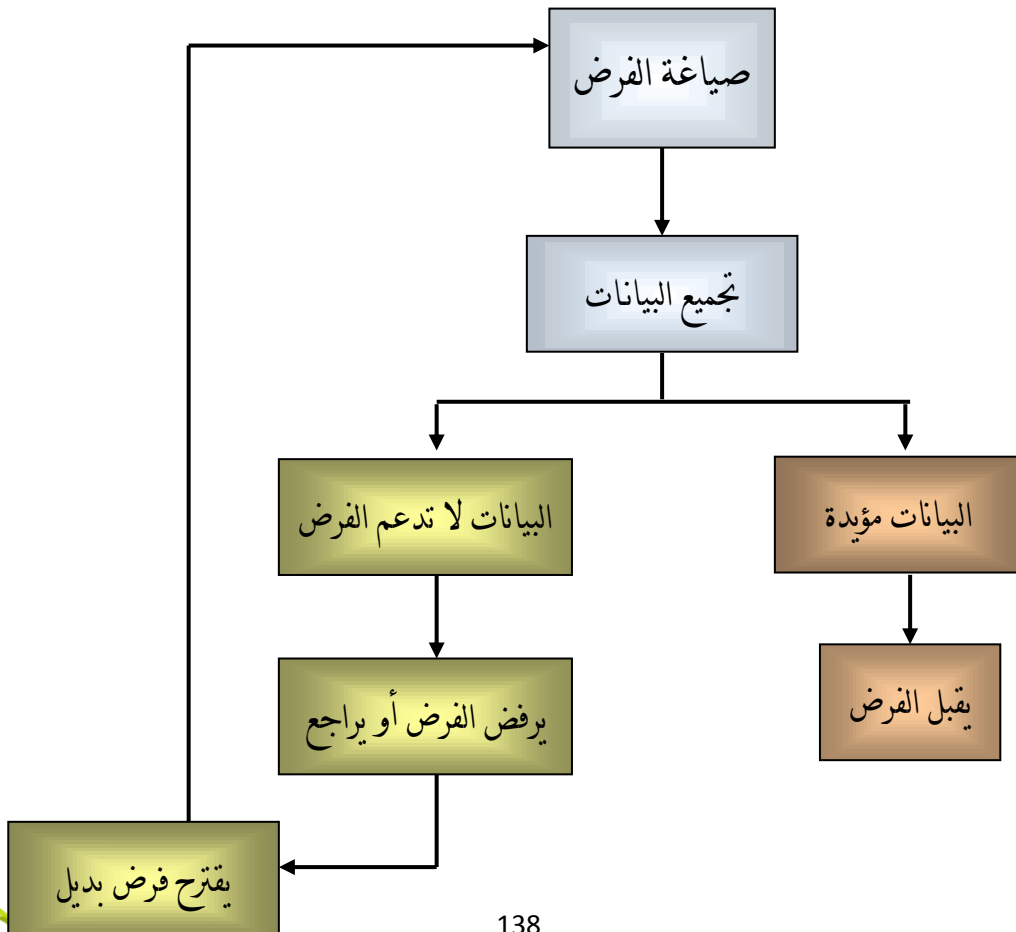 صياغة الفرض
تجميع البيانات
البيانات مؤيدة
البيانات لا تدعم الفرض
يقبل الفرض
يرفض الفرض أو يراجع
يقترح فرض بديل
138